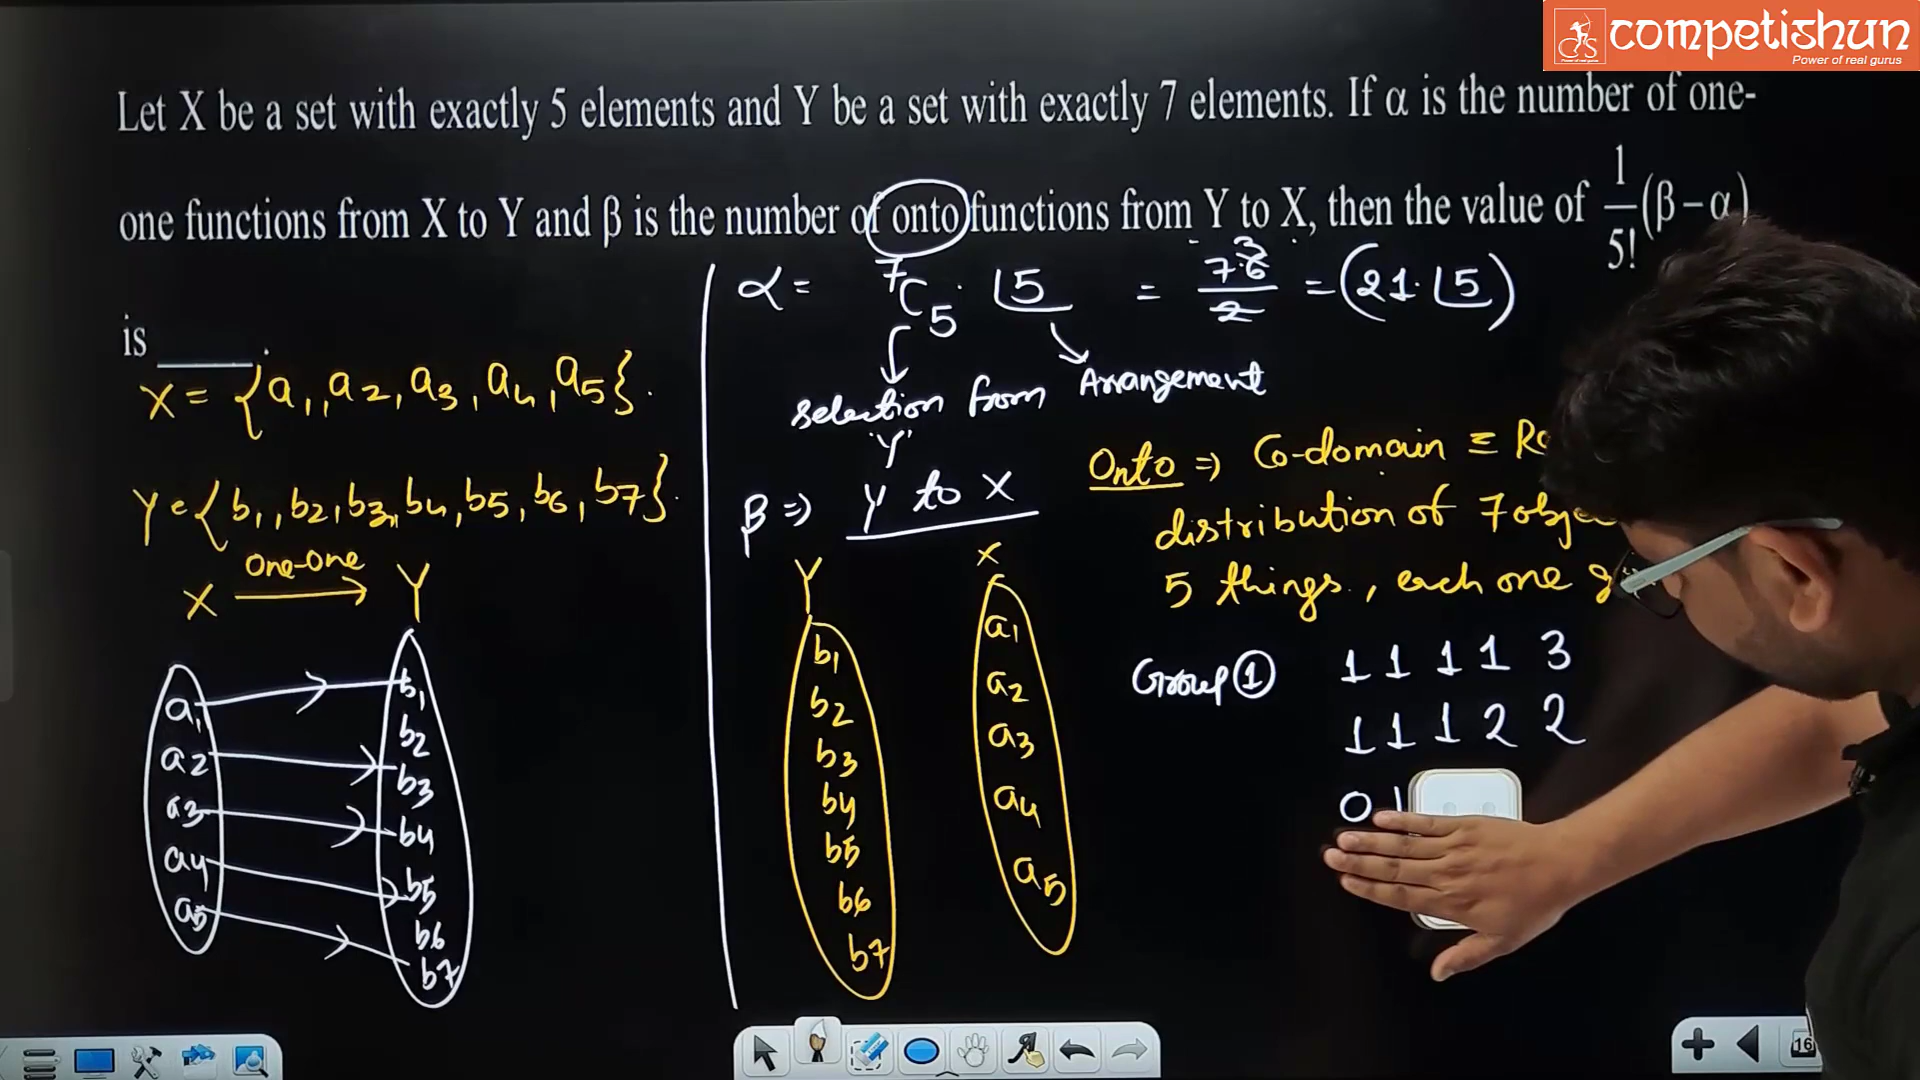 competishun
Power of real gurus
Let X be a set with exactly 5 elements and Y be a set with exactly 7 elements. If α is the number of one-
one functions from X to Y and β is the number of onto functions from Y to X, then the value of 1/5! (β – α)
is ____.
X = {a1, a2, a3, a4, a5}.
Y = {b1, b2, b3, b4, b5, b6, b7}.
X One-One → Y
a1
a2
a3
a4
a5
b1
b2
b3
b4
b5
b6
b7
α = ⁷C₅ · ⌊5 = 7·6/2 3 = (21·⌊5)
selection from 'Y'
Arrangement
β ⇒ Y to X
Y
b1
b2
b3
b4
b5
b6
b7
X
a1
a2
a3
a4
a5
Onto ⇒ Co-domain =
distribution of 7
5 things, each one
Group ①
1 1 1 1 3
1 1 1 2 2
0 1
16